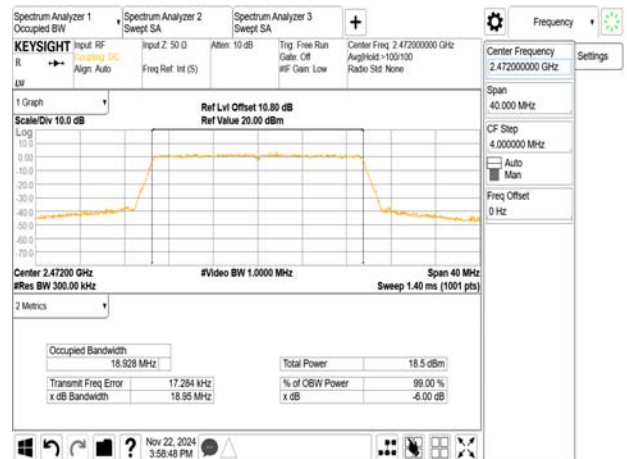 Spectrum Analyzer 1
Occupied BW
Spectrum Analyzer 2
Swept SA
Spectrum Analyzer 3
Swept SA
+
Frequency
KEYSIGHT
R
Input: RF
Coupling: DC
Align: Auto
Input Z: 50 Ω
Freq Ref: Int (S)
Atten: 10 dB
Trig: Free Run
Gate: Off
#IF Gain: Low
Center Freq: 2.472000000 GHz
Avg|Hold:>100/100
Radio Std: None
Center Frequency
2.472000000 GHz
Settings
Span
40.000 MHz
CF Step
4.000000 MHz
Auto
Man
Freq Offset
0 Hz
1 Graph
Scale/Div 10.0 dB
Ref Lvl Offset 10.80 dB
Ref Value 20.00 dBm
Log
10.0
0.00
-10.0
-20.0
-30.0
-40.0
-50.0
-60.0
-70.0
Center 2.47200 GHz
#Res BW 300.00 kHz
#Video BW 1.0000 MHz
Span 40 MHz
Sweep 1.40 ms (1001 pts)
2 Metrics
Occupied Bandwidth
18.928 MHz
Transmit Freq Error 17.284 kHz
x dB Bandwidth 18.95 MHz
Total Power 18.5 dBm
% of OBW Power 99.00 %
x dB -6.00 dB
?
Nov 22, 2024
3:58:48 PM